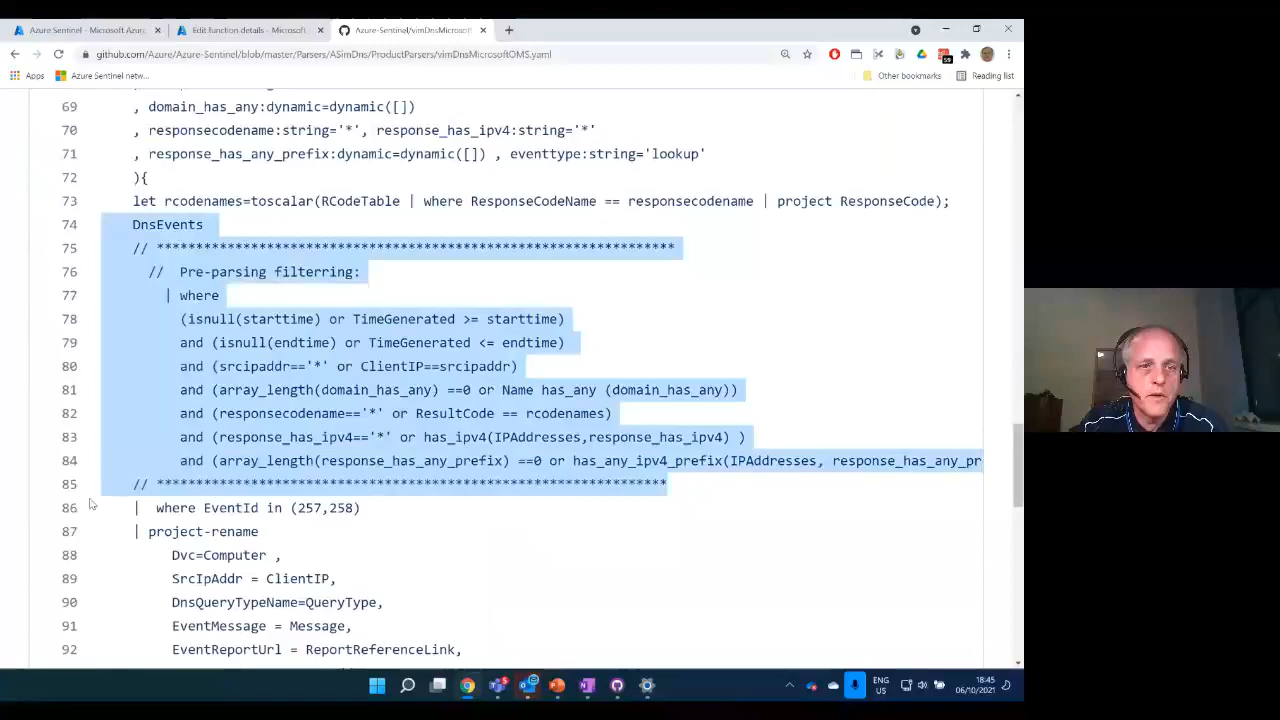 Azure Sentinel - Microsoft Azur
Edit function details - Microsoft
Azure-Sentinel/vimDnsMicrosoft
github.com/Azure/Azure-Sentinel/blob/master/Parsers/ASimDns/ProductParsers/vimDnsMicrosoftOMS.yaml
59
Apps
Azure Sentinel netw...
Other bookmarks
Reading list
69 , domain_has_any:dynamic=dynamic([])
70 , responsecodename:string='*', response_has_ipv4:string='*'
71 , response_has_any_prefix:dynamic=dynamic([]) , eventtype:string='lookup'
72 ){
73 let rcodenames=toscalar(RCodeTable | where ResponseCodeName == responsecodename | project ResponseCode);
74 DnsEvents
75 // ******************************************************************
76 // Pre-parsing filterring:
77 | where
78 (isnull(starttime) or TimeGenerated >= starttime)
79 and (isnull(endtime) or TimeGenerated <= endtime)
80 and (srcipaddr=='*' or ClientIP==srcipaddr)
81 and (array_length(domain_has_any) ==0 or Name has_any (domain_has_any))
82 and (responsecodename=='*' or ResultCode == rcodenames)
83 and (response_has_ipv4=='*' or has_ipv4(IPAddresses,response_has_ipv4) )
84 and (array_length(response_has_any_prefix) ==0 or has_any_ipv4_prefix(IPAddresses, response_has_any_pr
85 // *****************************************************************
86 | where EventId in (257,258)
87 | project-rename
88 Dvc=Computer ,
89 SrcIpAddr = ClientIP,
90 DnsQueryTypeName=QueryType,
91 EventMessage = Message,
92 EventReportUrl = ReportReferenceLink,
ENG
US
18:45
06/10/2021